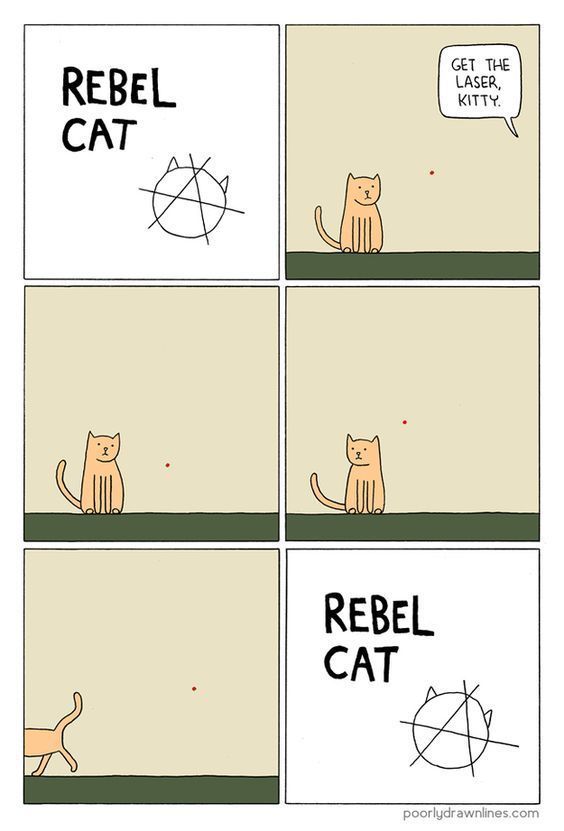 REBEL
CAT
GET THE
LASER,
KITTY.
REBEL
CAT
poorlydrawnlines.com